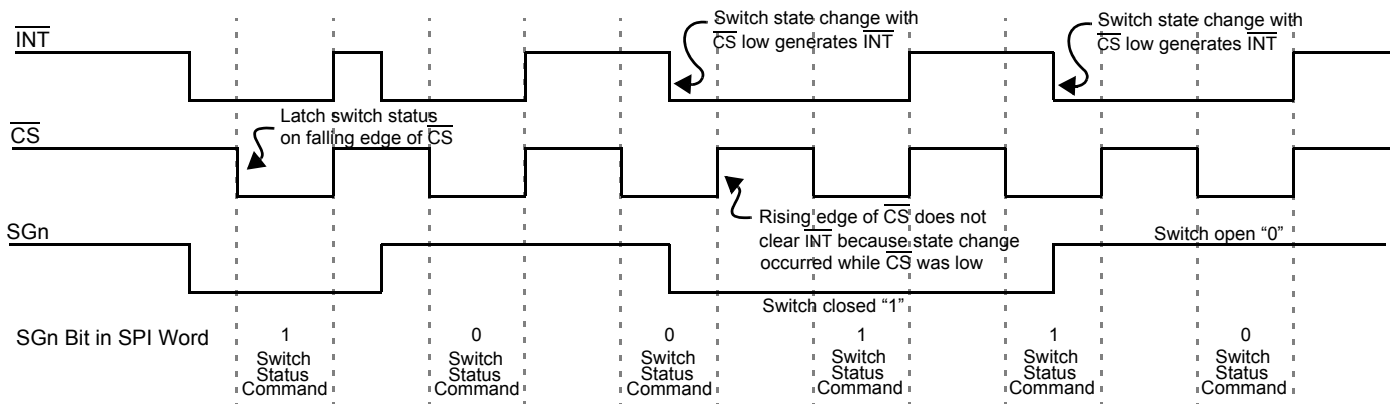 INT
Switch state change with
CS low generates INT
Switch state change with
CS low generates INT
Latch switch status
on falling edge of CS
CS
Rising edge of CS does not
clear INT because state change
occurred while CS was low
SGn
Switch open “0”
Switch closed “1”
SGn Bit in SPI Word
1
Switch
Status
Command
0
Switch
Status
Command
0
Switch
Status
Command
1
Switch
Status
Command
1
Switch
Status
Command
0
Switch
Status
Command